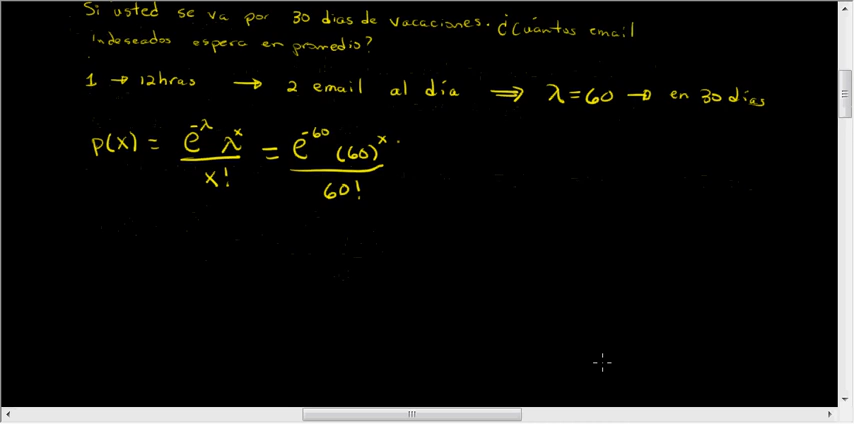 Si usted se va por 30 dias de vacaciones. ¿Cuántos email
Indeseados espera en promedio?
1 → 12hras → 2 email al día ⟹ λ=60 → en 30 días
p(x) = e^-λ λ^x / x! = e^-60 (60)^x / 60!